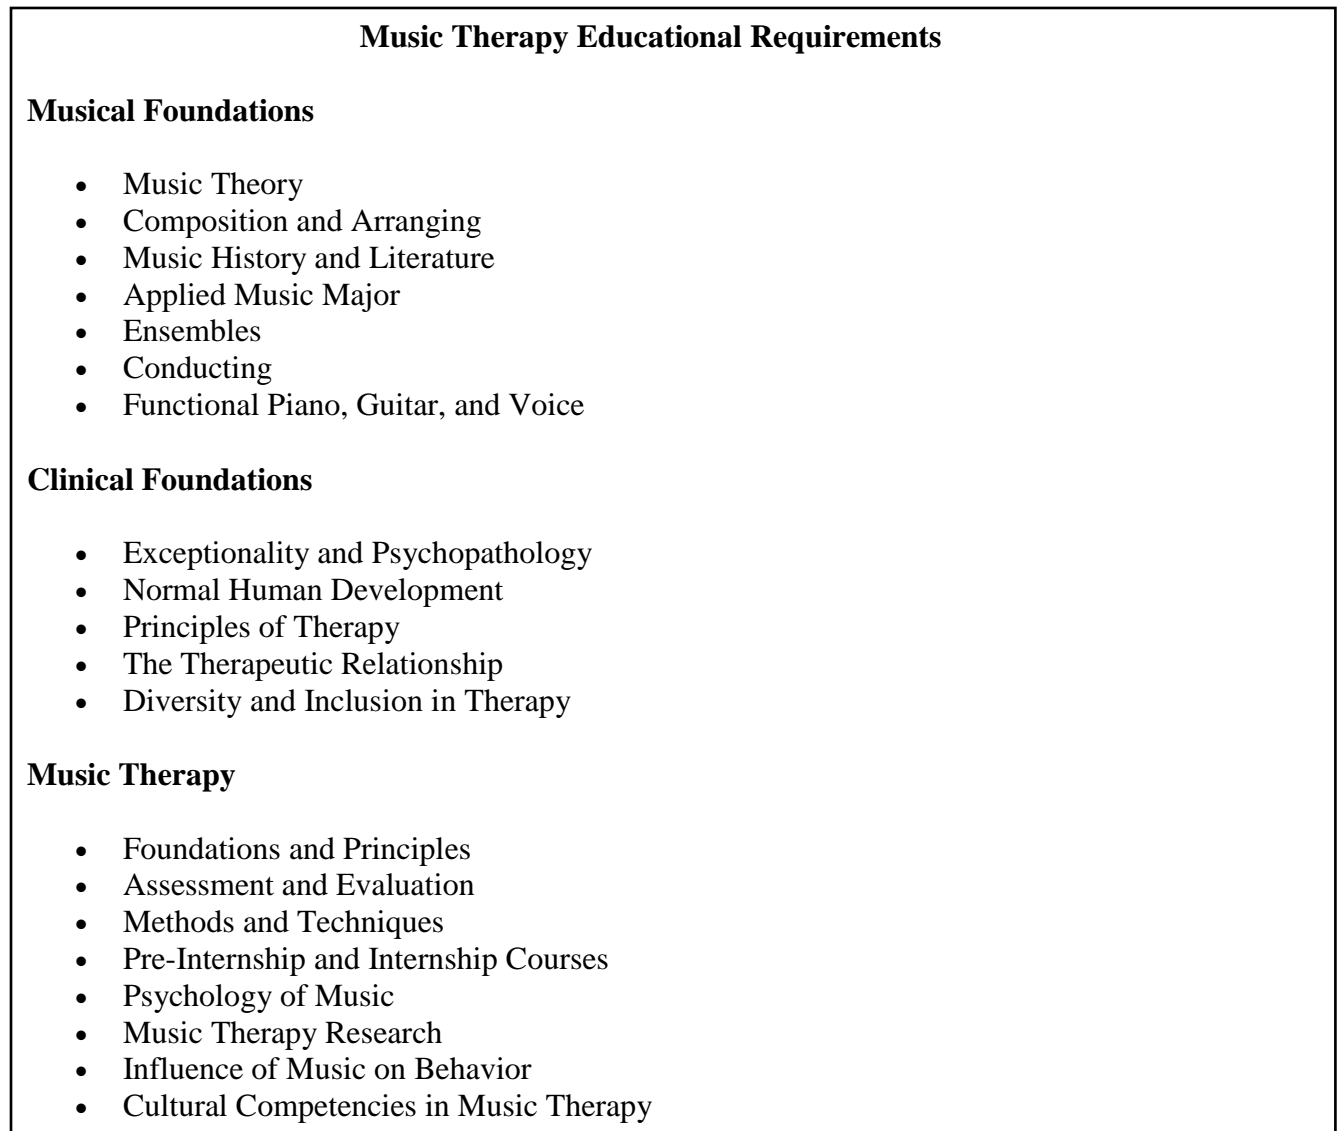 Music Therapy Educational Requirements
Musical Foundations
• Music Theory
• Composition and Arranging
• Music History and Literature
• Applied Music Major
• Ensembles
• Conducting
• Functional Piano, Guitar, and Voice
Clinical Foundations
• Exceptionality and Psychopathology
• Normal Human Development
• Principles of Therapy
• The Therapeutic Relationship
• Diversity and Inclusion in Therapy
Music Therapy
• Foundations and Principles
• Assessment and Evaluation
• Methods and Techniques
• Pre-Internship and Internship Courses
• Psychology of Music
• Music Therapy Research
• Influence of Music on Behavior
• Cultural Competencies in Music Therapy